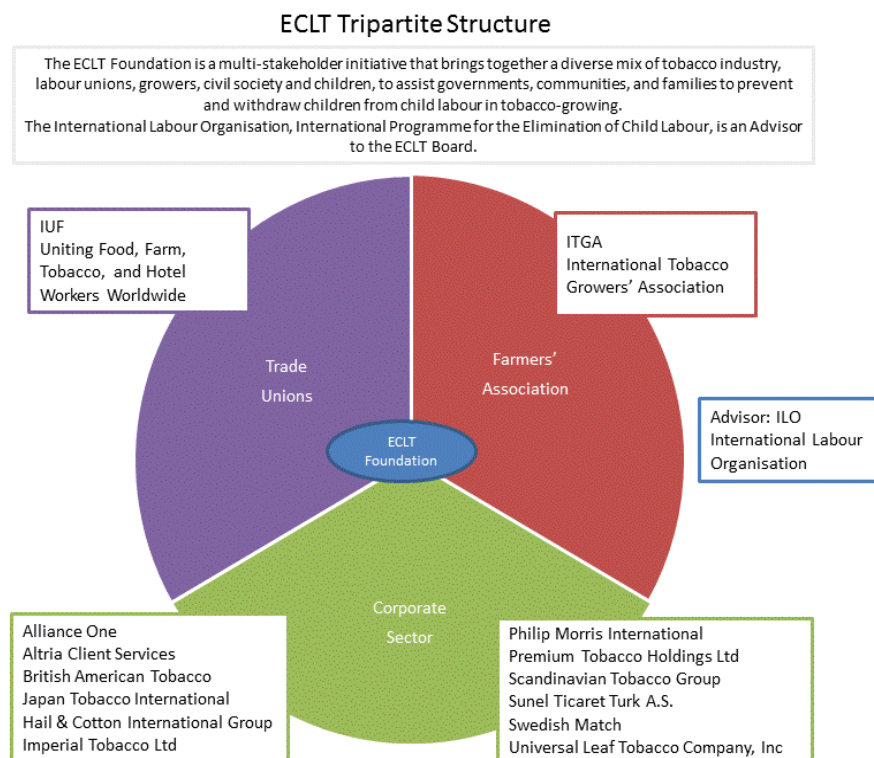 ECLT Tripartite Structure
The ECLT Foundation is a multi-stakeholder initiative that brings together a diverse mix of tobacco industry,
labour unions, growers, civil society and children, to assist governments, communities, and families to prevent
and withdraw children from child labour in tobacco-growing.
The International Labour Organisation, International Programme for the Elimination of Child Labour, is an Advisor
to the ECLT Board.
IUF
Uniting Food, Farm,
Tobacco, and Hotel
Workers Worldwide
ITGA
International Tobacco
Growers' Association
Trade
Unions
Farmers'
Association
ECLT
Foundation
Advisor: ILO
International Labour
Organisation
Corporate
Sector
Alliance One
Altria Client Services
British American Tobacco
Japan Tobacco International
Hail & Cotton International Group
Imperial Tobacco Ltd
Philip Morris International
Premium Tobacco Holdings Ltd
Scandinavian Tobacco Group
Sunel Ticaret Turk A.S.
Swedish Match
Universal Leaf Tobacco Company, Inc